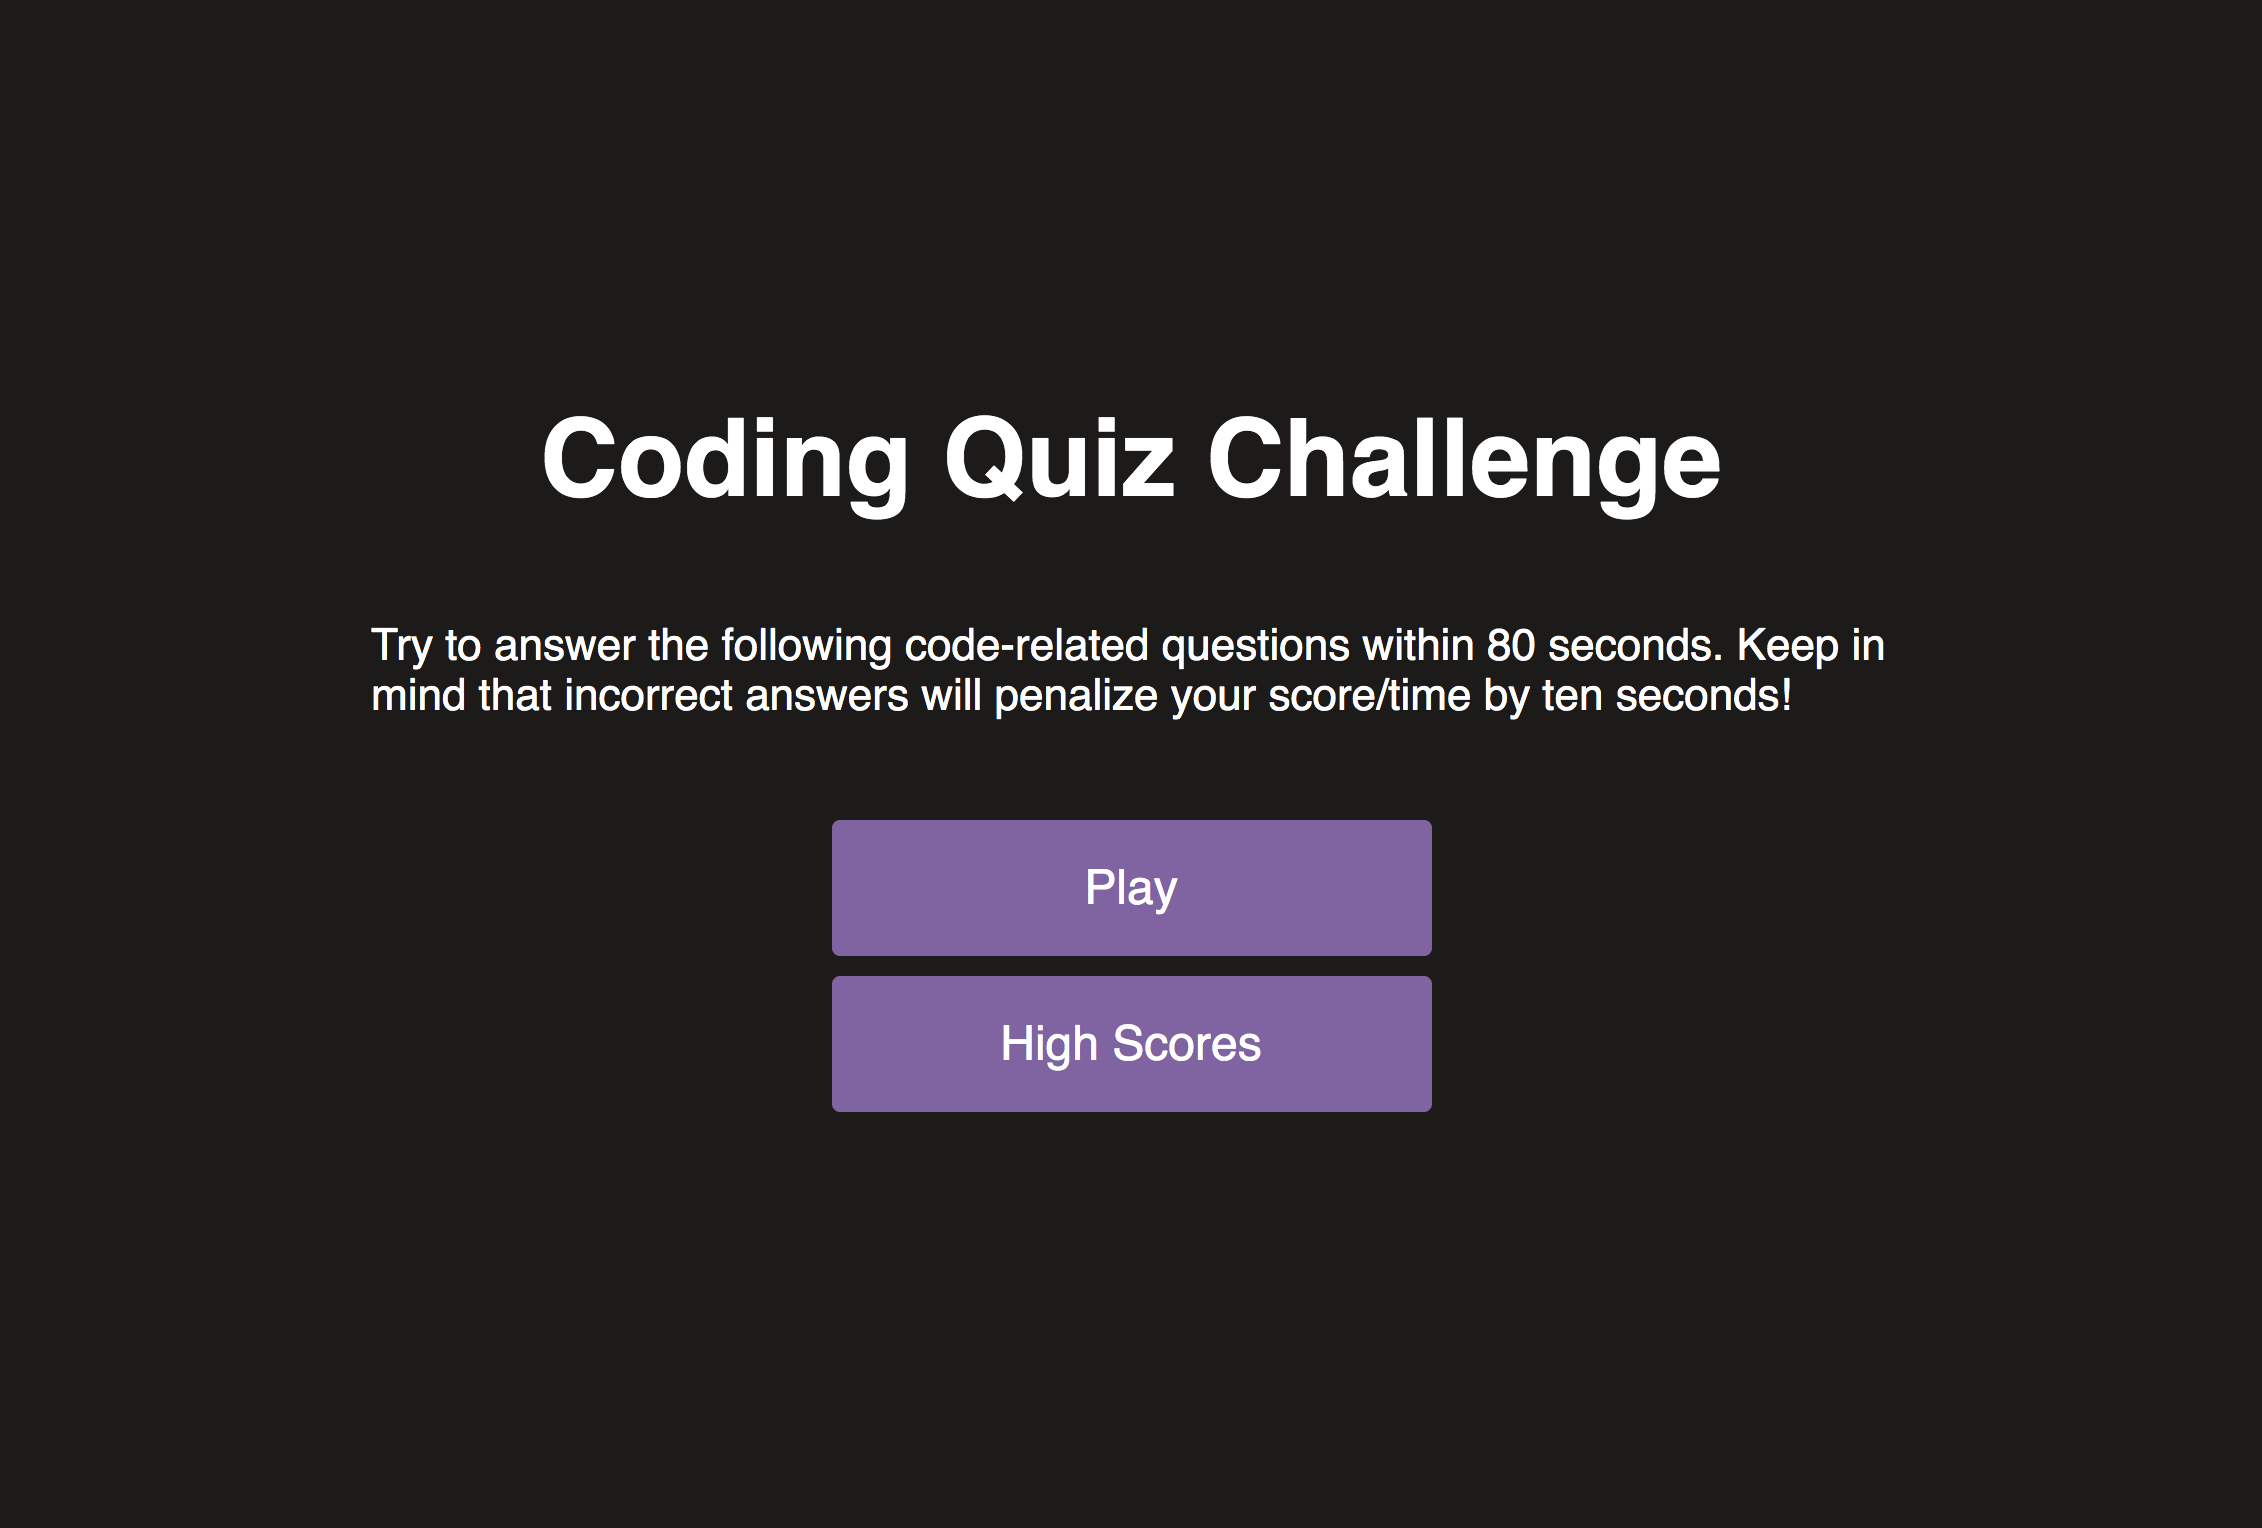 Coding Quiz Challenge
Try to answer the following code-related questions within 80 seconds. Keep in
mind that incorrect answers will penalize your score/time by ten seconds!
Play
High Scores